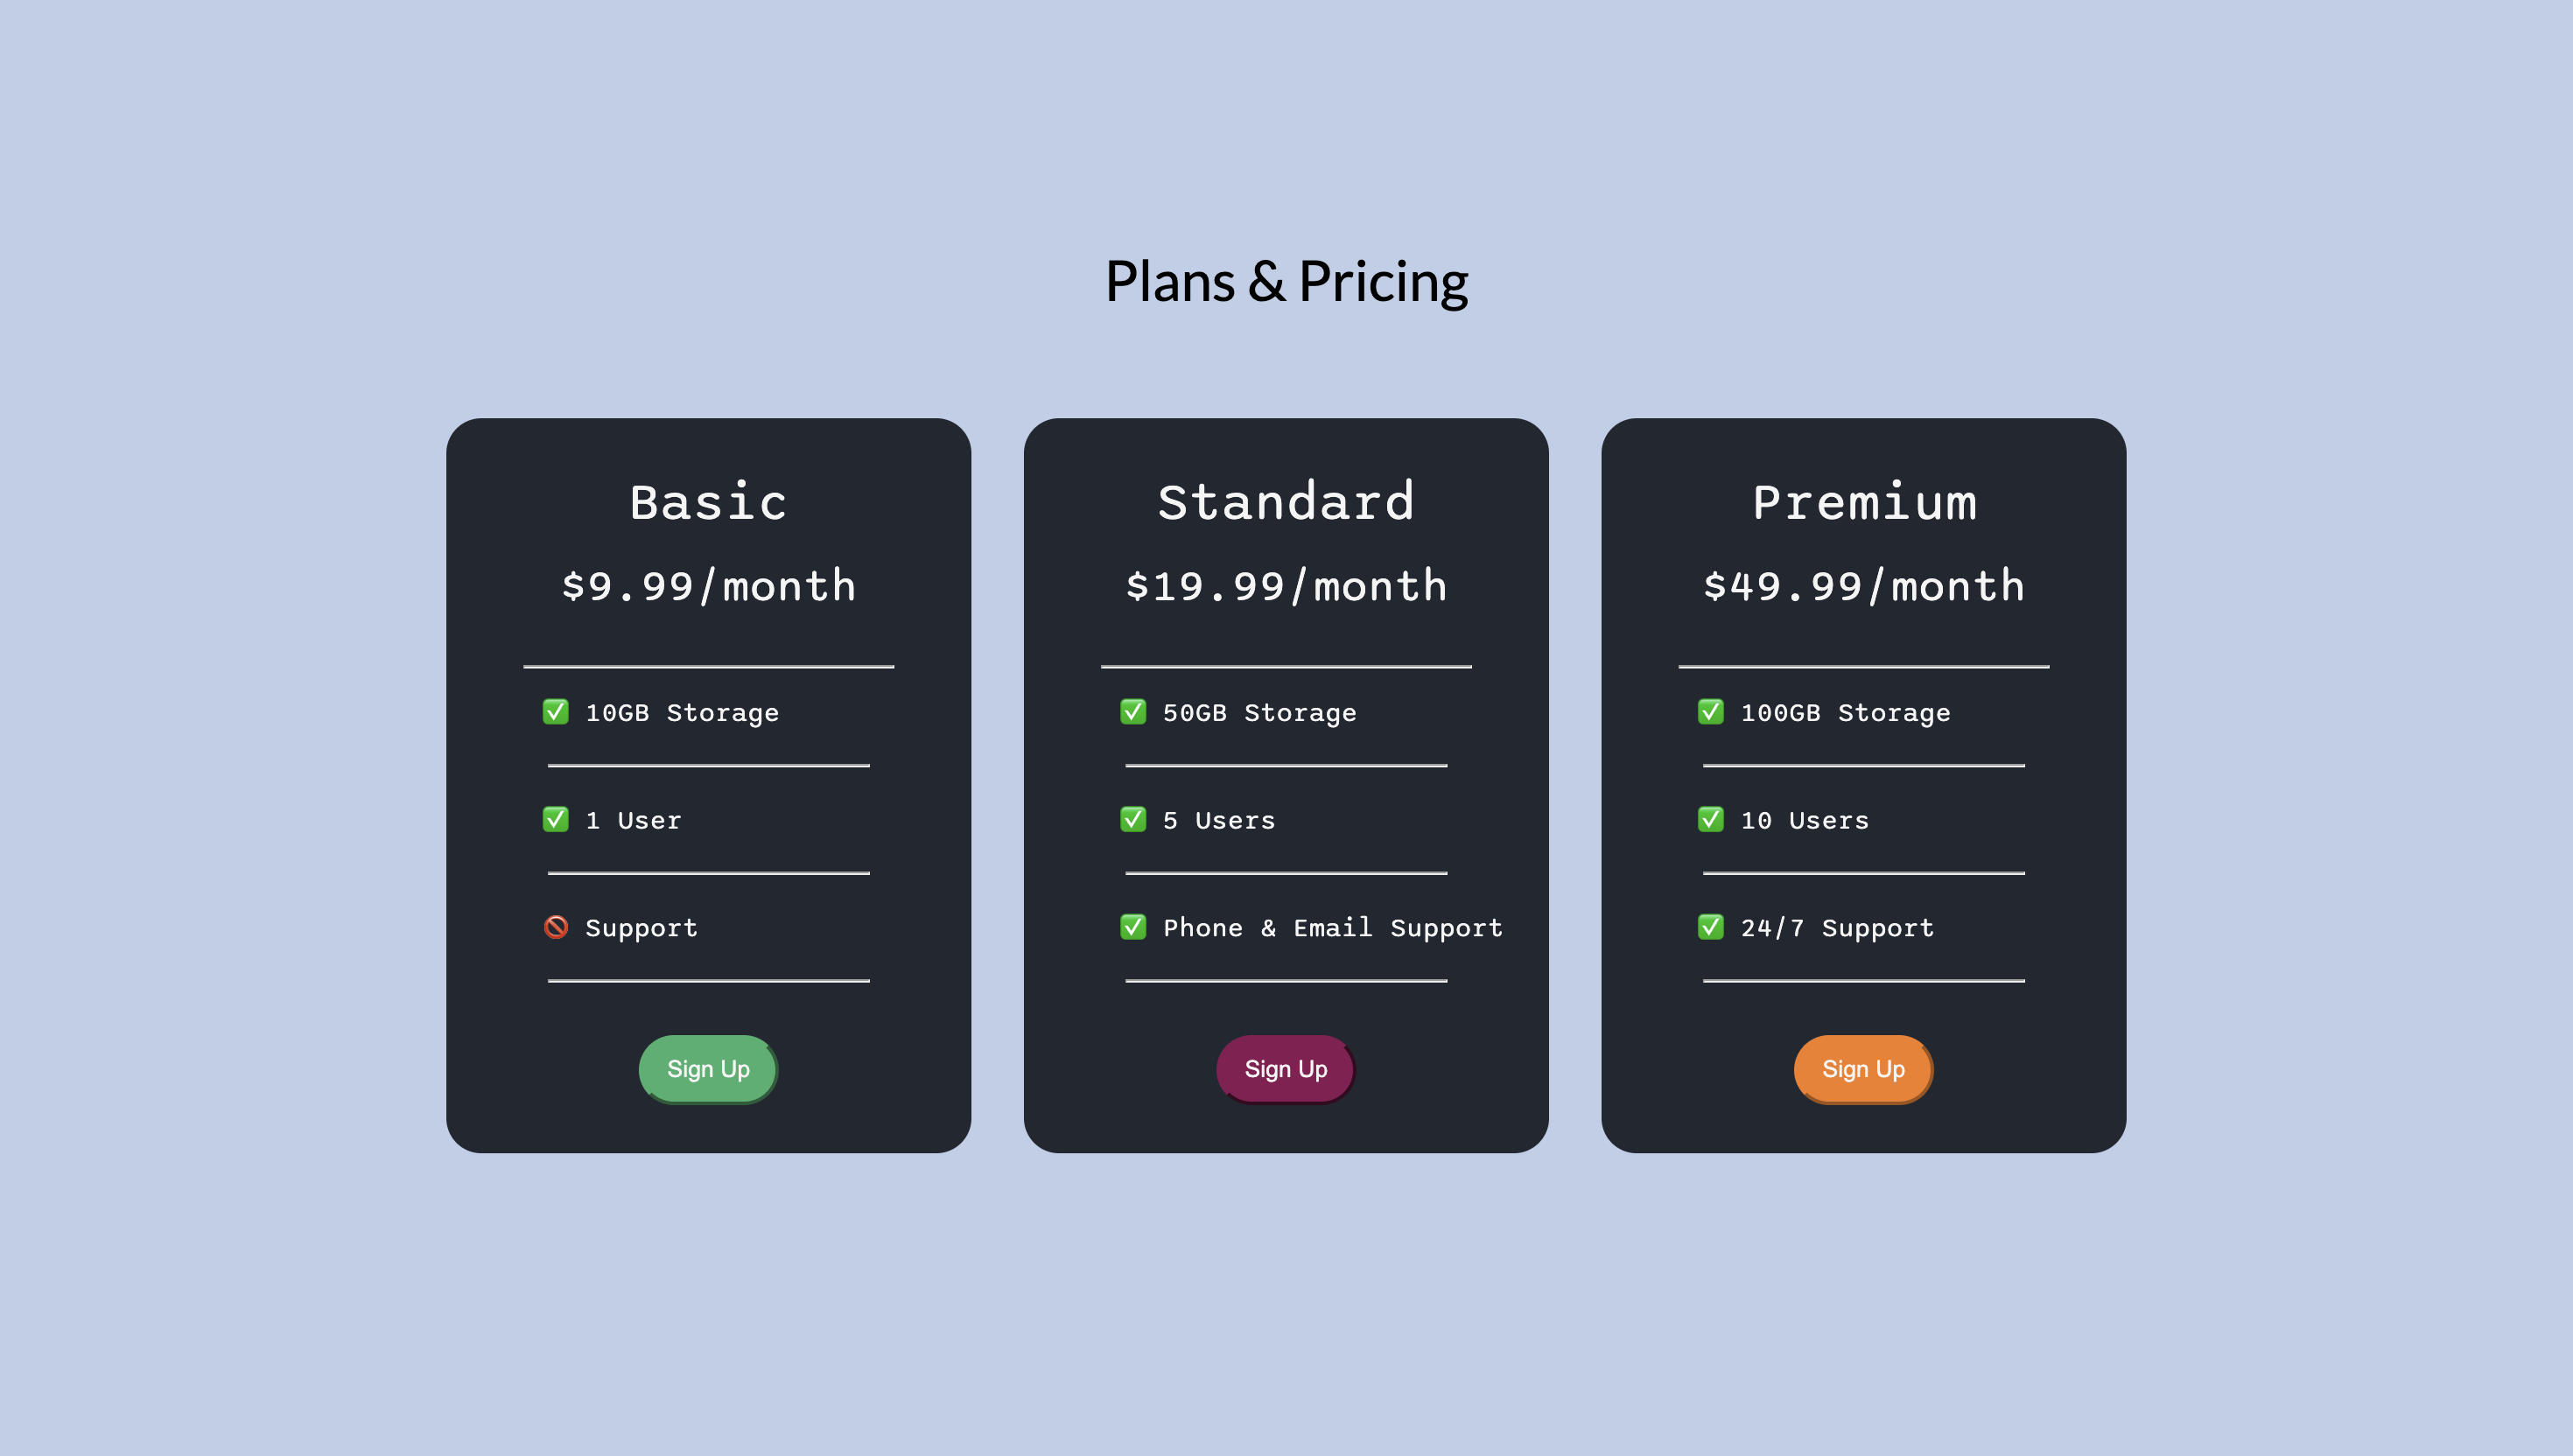 Plans & Pricing
Basic
$9.99/month
10GB Storage
1 User
Support
Sign Up
Standard
$19.99/month
50GB Storage
5 Users
Phone & Email Support
Sign Up
Premium
$49.99/month
100GB Storage
10 Users
24/7 Support
Sign Up